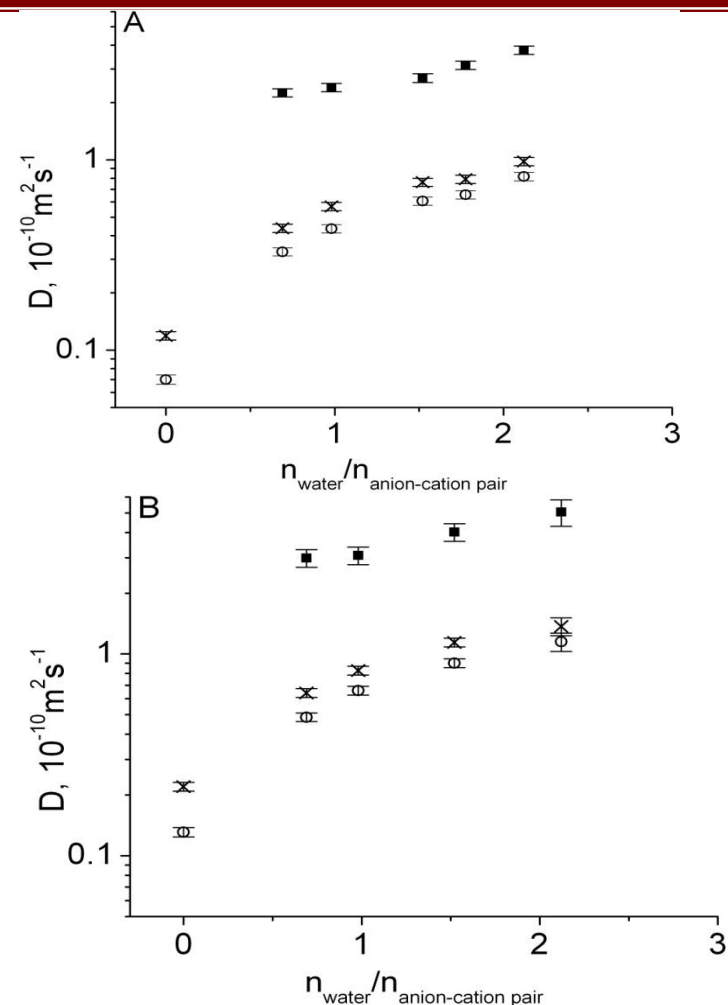 A
D, 10⁻¹⁰m²s⁻¹
1
0.1
0 1 2 3
n_water/n_anion-cation pair
B
D, 10⁻¹⁰m²s⁻¹
1
0.1
0 1 2 3
n_water/n_anion-cation pair